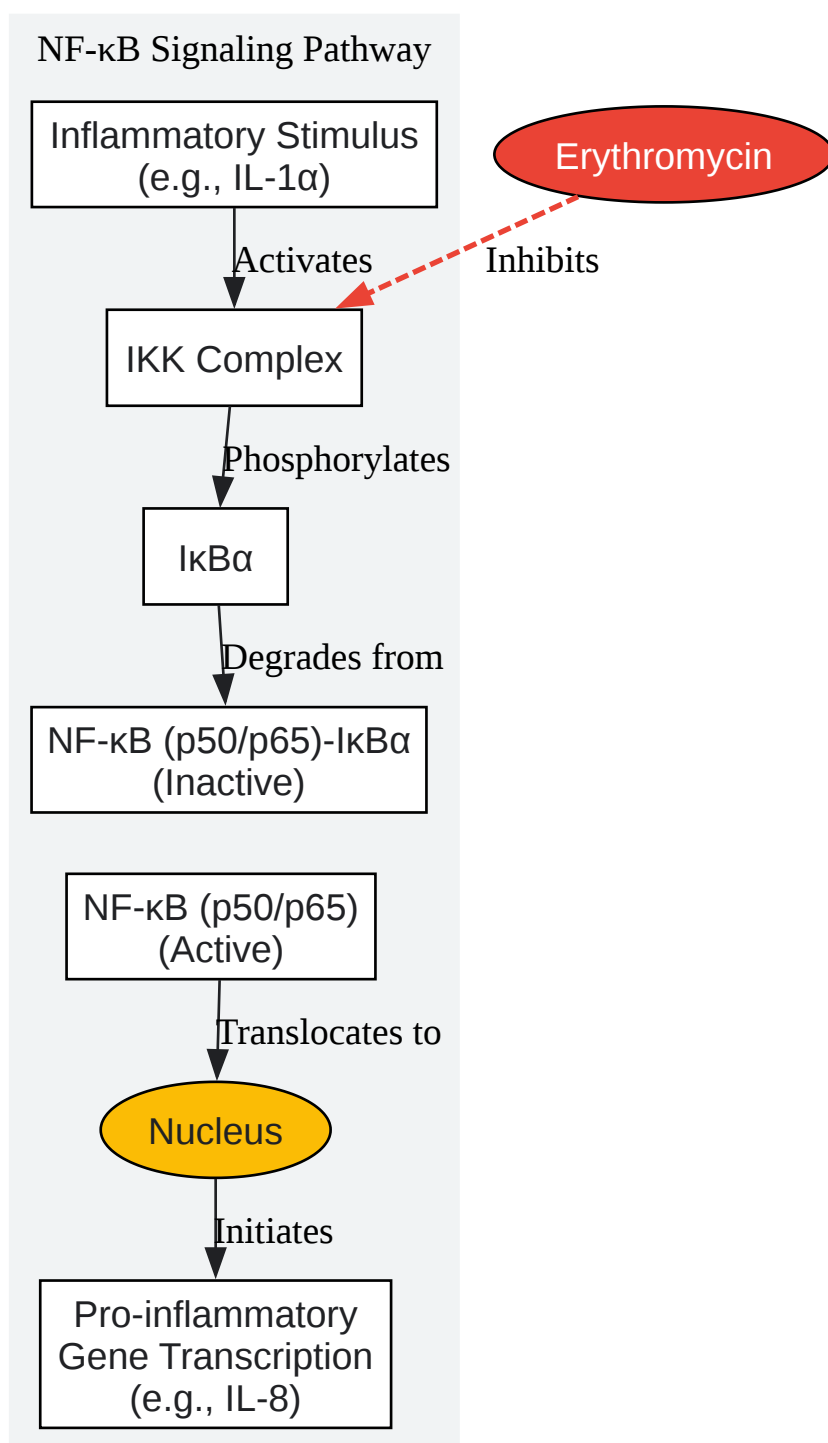 NF-κB Signaling Pathway
Inflammatory Stimulus
(e.g., IL-1α)
Erythromycin
Activates
Inhibits
IKK Complex
Phosphorylates
IκBα
Degrades from
NF-κB (p50/p65)-IκBα
(Inactive)
NF-κB (p50/p65)
(Active)
Translocates to
Nucleus
Initiates
Pro-inflammatory
Gene Transcription
(e.g., IL-8)